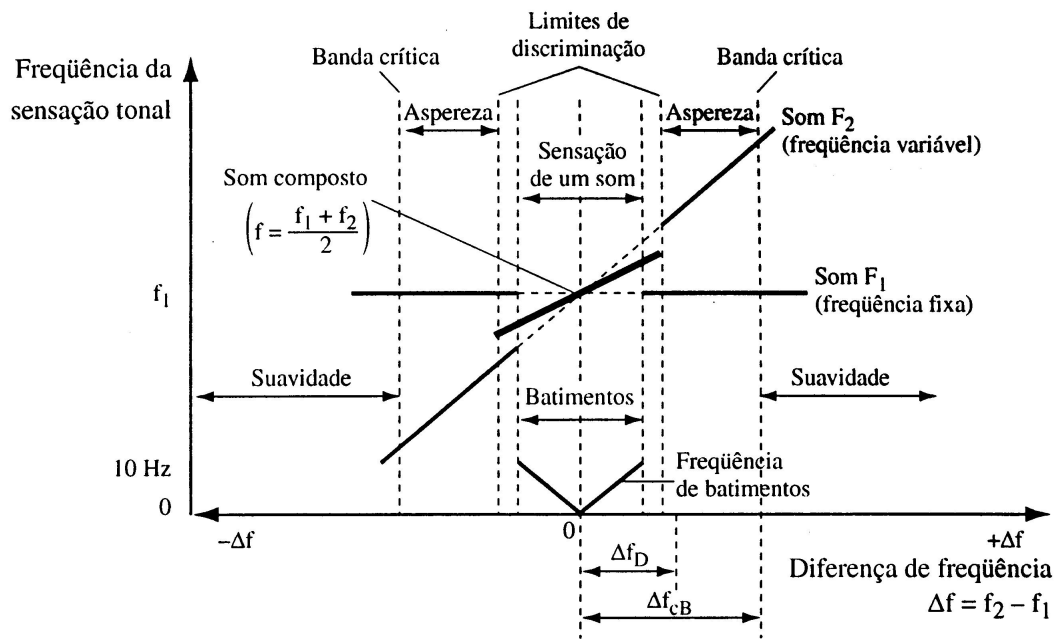 Limites de
discriminação
Banda crítica
Banda crítica
Freqüência da
sensação tonal
Aspereza
Aspereza
Som F2
(freqüência variável)
Sensação
de um som
Som composto
(f = f1 + f2 / 2)
f1
Som F1
(freqüência fixa)
Suavidade
Batimentos
Suavidade
10 Hz
Freqüência
de batimentos
0
0
−Δf
+Δf
ΔfD
Diferença de freqüência
ΔfcB
Δf = f2 − f1